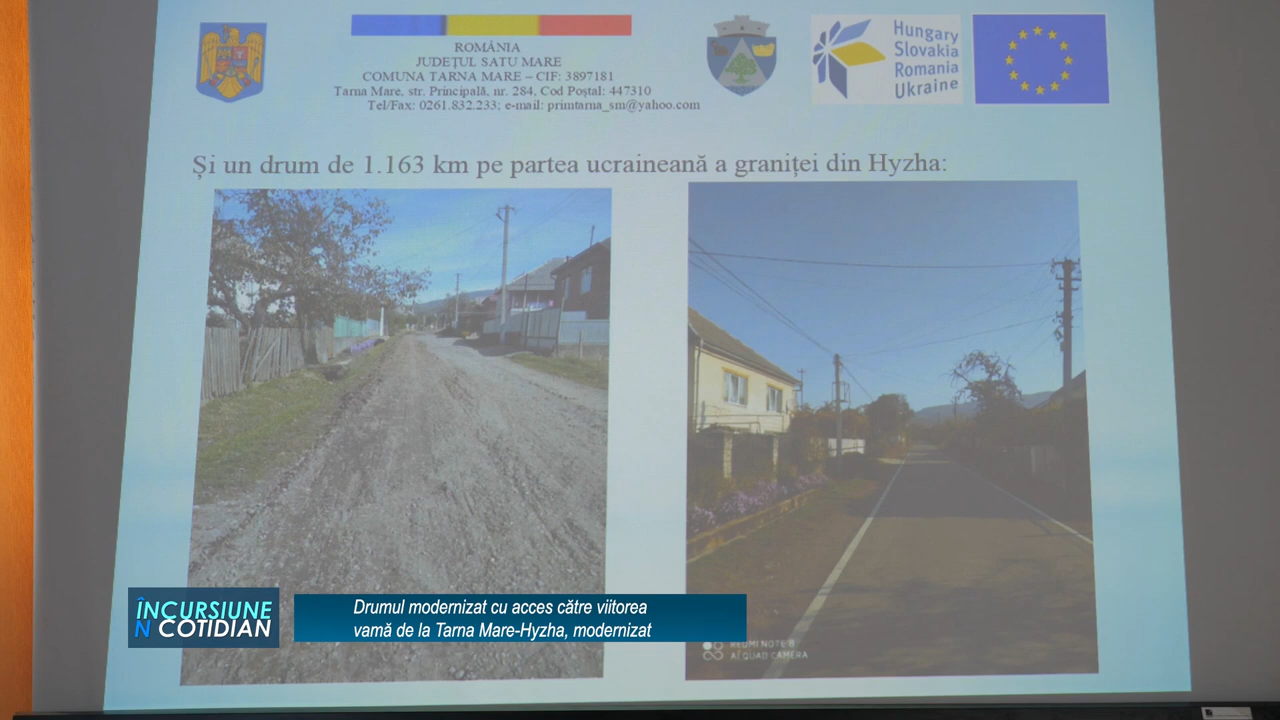 ROMÂNIA
JUDEȚUL SATU MARE
COMUNA TARNA MARE – CIF: 3897181
Tarna Mare, str. Principală, nr. 284, Cod Poștal: 447310
Tel/Fax: 0261.832.233; e-mail: primtarna_sm@yahoo.com
Hungary
Slovakia
Romania
Ukraine
Și un drum de 1.163 km pe partea ucraineană a graniței din Hyzha:
REDMI NOTE 8
AI QUAD CAMERA
ÎNCURSIUNE
N COTIDIAN
Drumul modernizat cu acces către viitorea
vamă de la Tarna Mare-Hyzha, modernizat